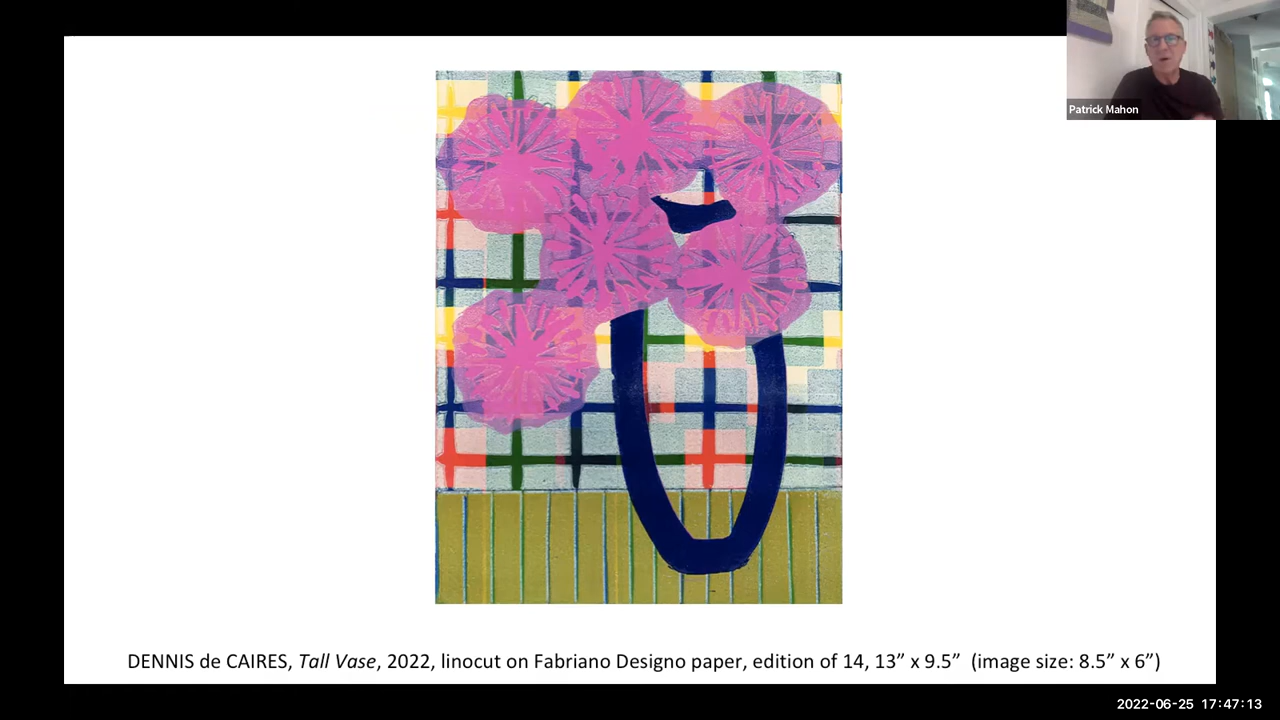 Patrick Mahon
DENNIS de CAIRES, Tall Vase, 2022, linocut on Fabriano Designo paper, edition of 14, 13” x 9.5”  (image size: 8.5” x 6”)
2022-06-25 17:47:13